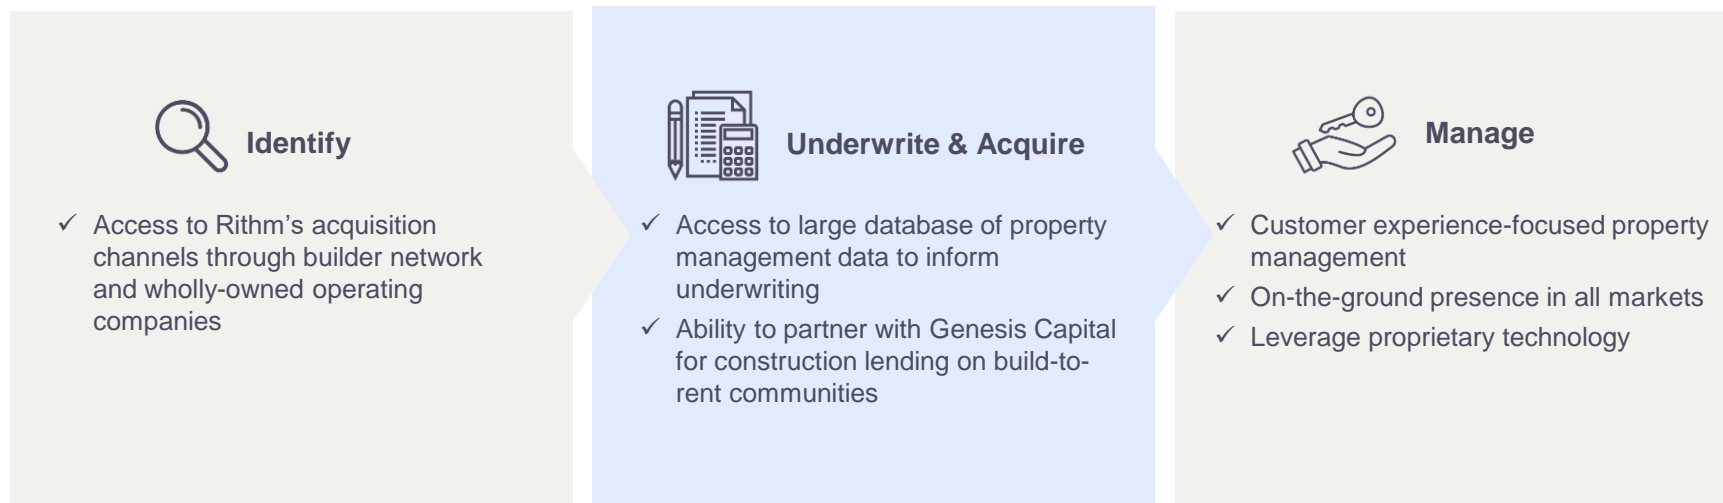 Identify
✓ Access to Rithm’s acquisition
channels through builder network
and wholly-owned operating
companies
Underwrite & Acquire
✓ Access to large database of property
management data to inform
underwriting
✓ Ability to partner with Genesis Capital
for construction lending on build-to-
rent communities
Manage
✓ Customer experience-focused property
management
✓ On-the-ground presence in all markets
✓ Leverage proprietary technology